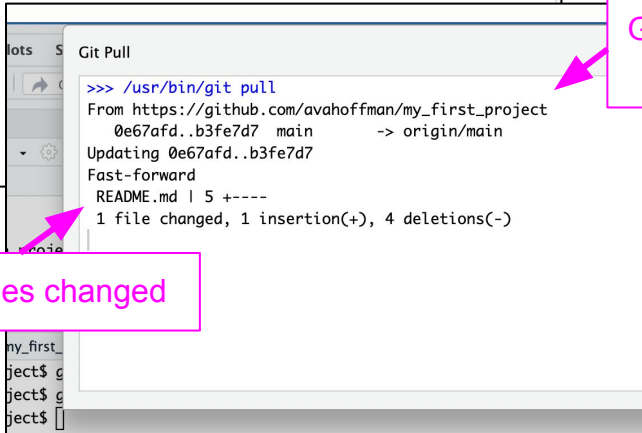 lots S
Git Pull
G
>>> /usr/bin/git pull
From https://github.com/avahoffman/my_first_project
0e67afd..b3fe7d7 main -> origin/main
Updating 0e67afd..b3fe7d7
Fast-forward
README.md | 5 +----
1 file changed, 1 insertion(+), 4 deletions(-)
es changed
my_first_
ject$ g
ject$ g
ject$